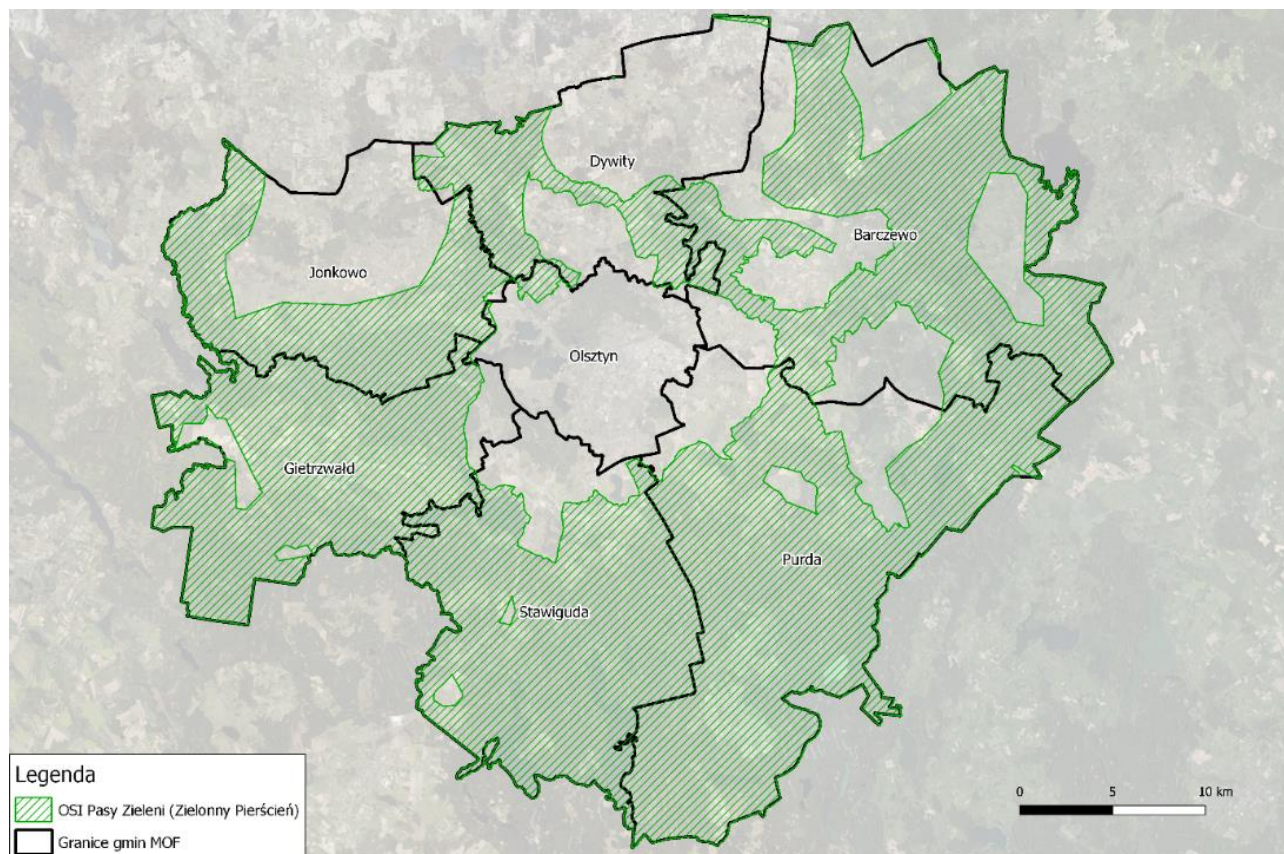 Dywity
Barczewo
Jonkowo
Olsztyn
Gietrzwałd
Purda
Stawiguda
Legenda
OSI Pasy Zieleni (Zielonny Pierścień)
Granice gmin MOF
0 5 10 km